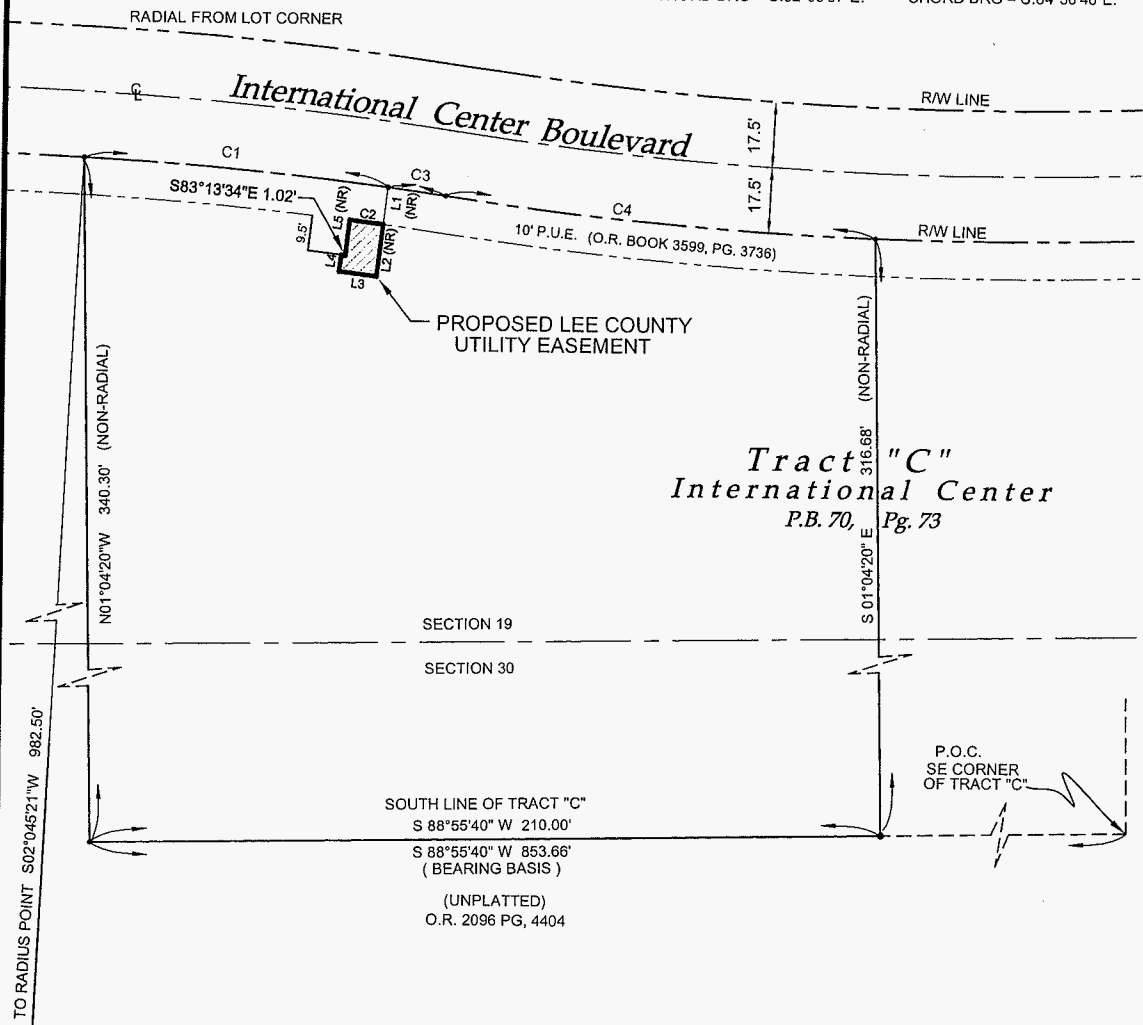 CHORD BRG = S.84°30'40"E.
RADIAL FROM LOT CORNER
R/W LINE
℄
International Center Boulevard
17.5'
17.5'
C1
C3
S83°13'34"E 1.02'
L5 (NR)
C2
L1 (NR)
C4
R/W LINE
9.5'
L4
L2 (NR)
L3
10' P.U.E. (O.R. BOOK 3599, PG. 3736)
PROPOSED LEE COUNTY
UTILITY EASEMENT
N01°04'20"W 340.30' (NON-RADIAL)
S 01°04'20" E 316.68' (NON-RADIAL)
Tract "C"
International Center
P.B. 70, Pg. 73
SECTION 19
SECTION 30
TO RADIUS POINT S02°045'21"W 982.50'
P.O.C.
SE CORNER
OF TRACT "C"
SOUTH LINE OF TRACT "C"
S 88°55'40" W 210.00'
S 88°55'40" W 853.66'
( BEARING BASIS )
(UNPLATTED)
O.R. 2096 PG, 4404